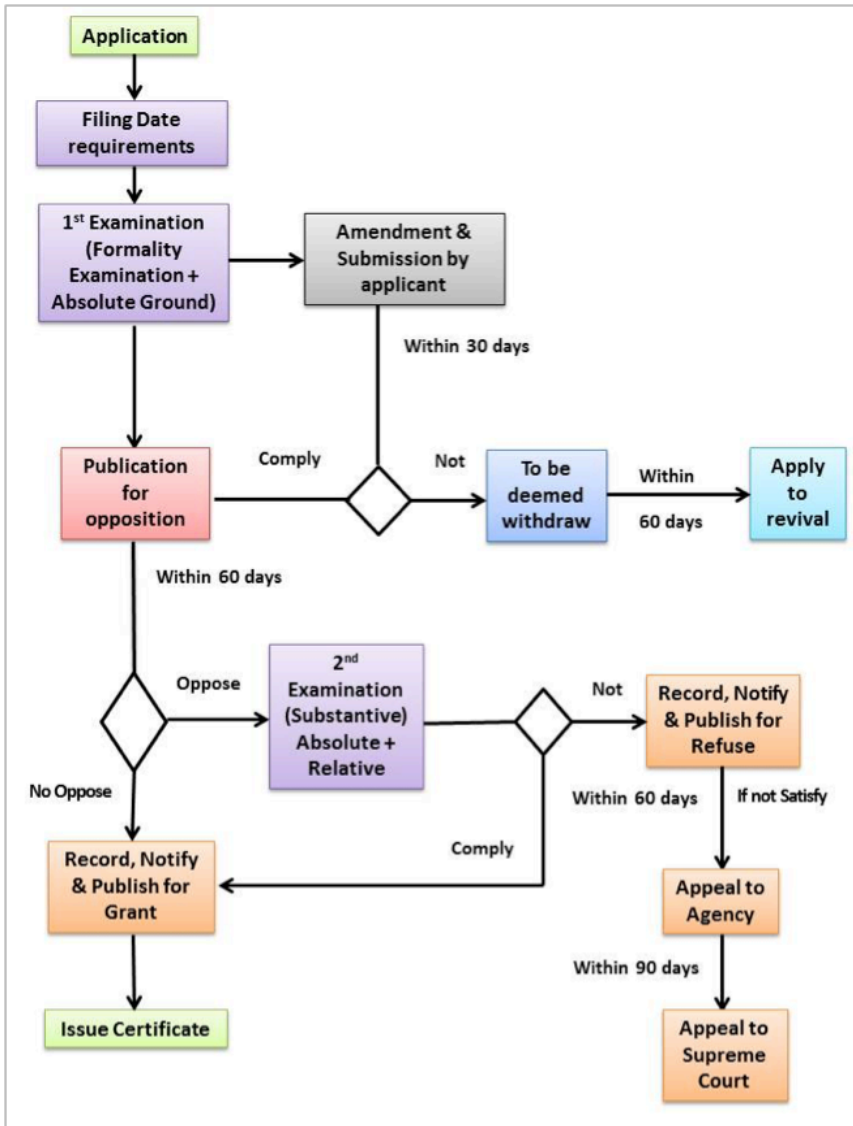 Application
Filing Date
requirements
1st Examination
(Formality
Examination +
Absolute Ground)
Amendment &
Submission by
applicant
Within 30 days
Publication
for
opposition
Comply
Not
To be
deemed
withdraw
Within
60 days
Apply
to
revival
Within 60 days
Oppose
2nd
Examination
(Substantive)
Absolute +
Relative
Not
Record, Notify
& Publish for
Refuse
No Oppose
Within 60 days
If not Satisfy
Comply
Record, Notify
& Publish for
Grant
Appeal to
Agency
Within 90 days
Issue Certificate
Appeal to
Supreme
Court